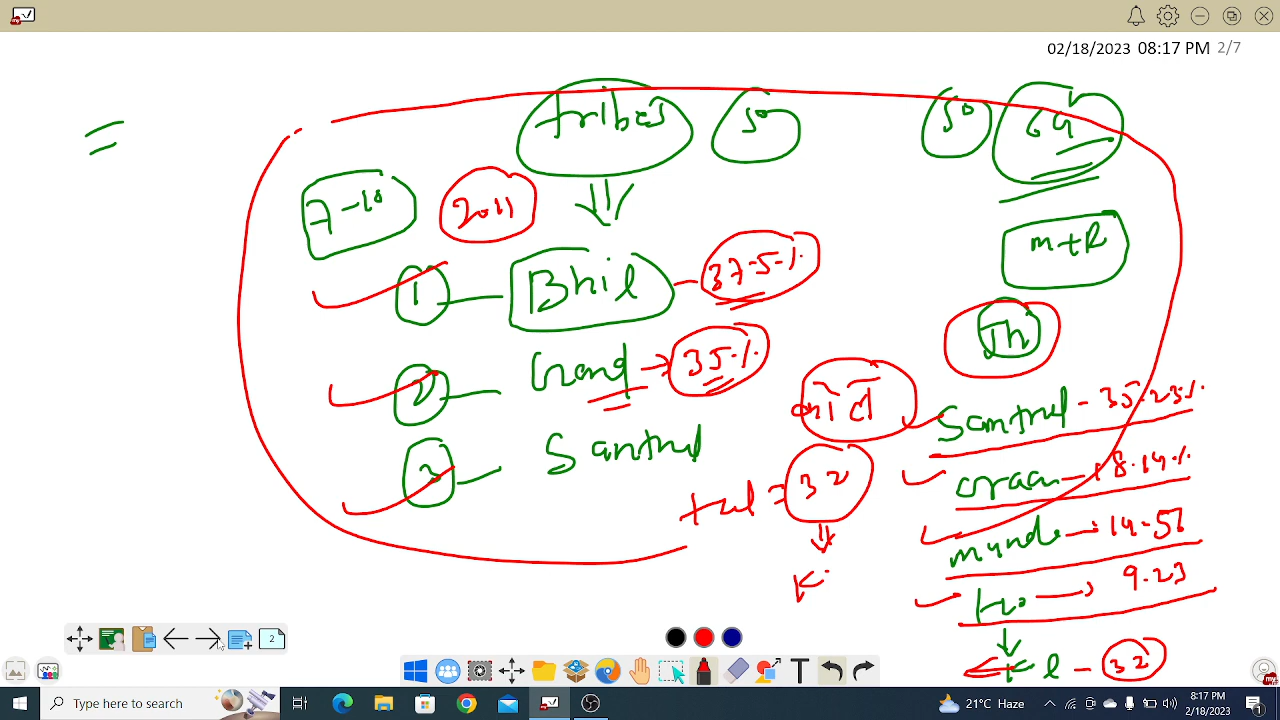 02/18/2023 08:17 PM 2/7
tribes 50 50 64
7-10 2011
m+R
1 Bhil - 37.5.%
Jh
2 Gond → 35.%
3 Santhal
Santhal - 35.23%
oraon - 18.14%
total = 32
munda → 14.56
Ho → 9.23
l - 32
2
T
Type here to search
21°C Haze
8:17 PM
2/18/2023